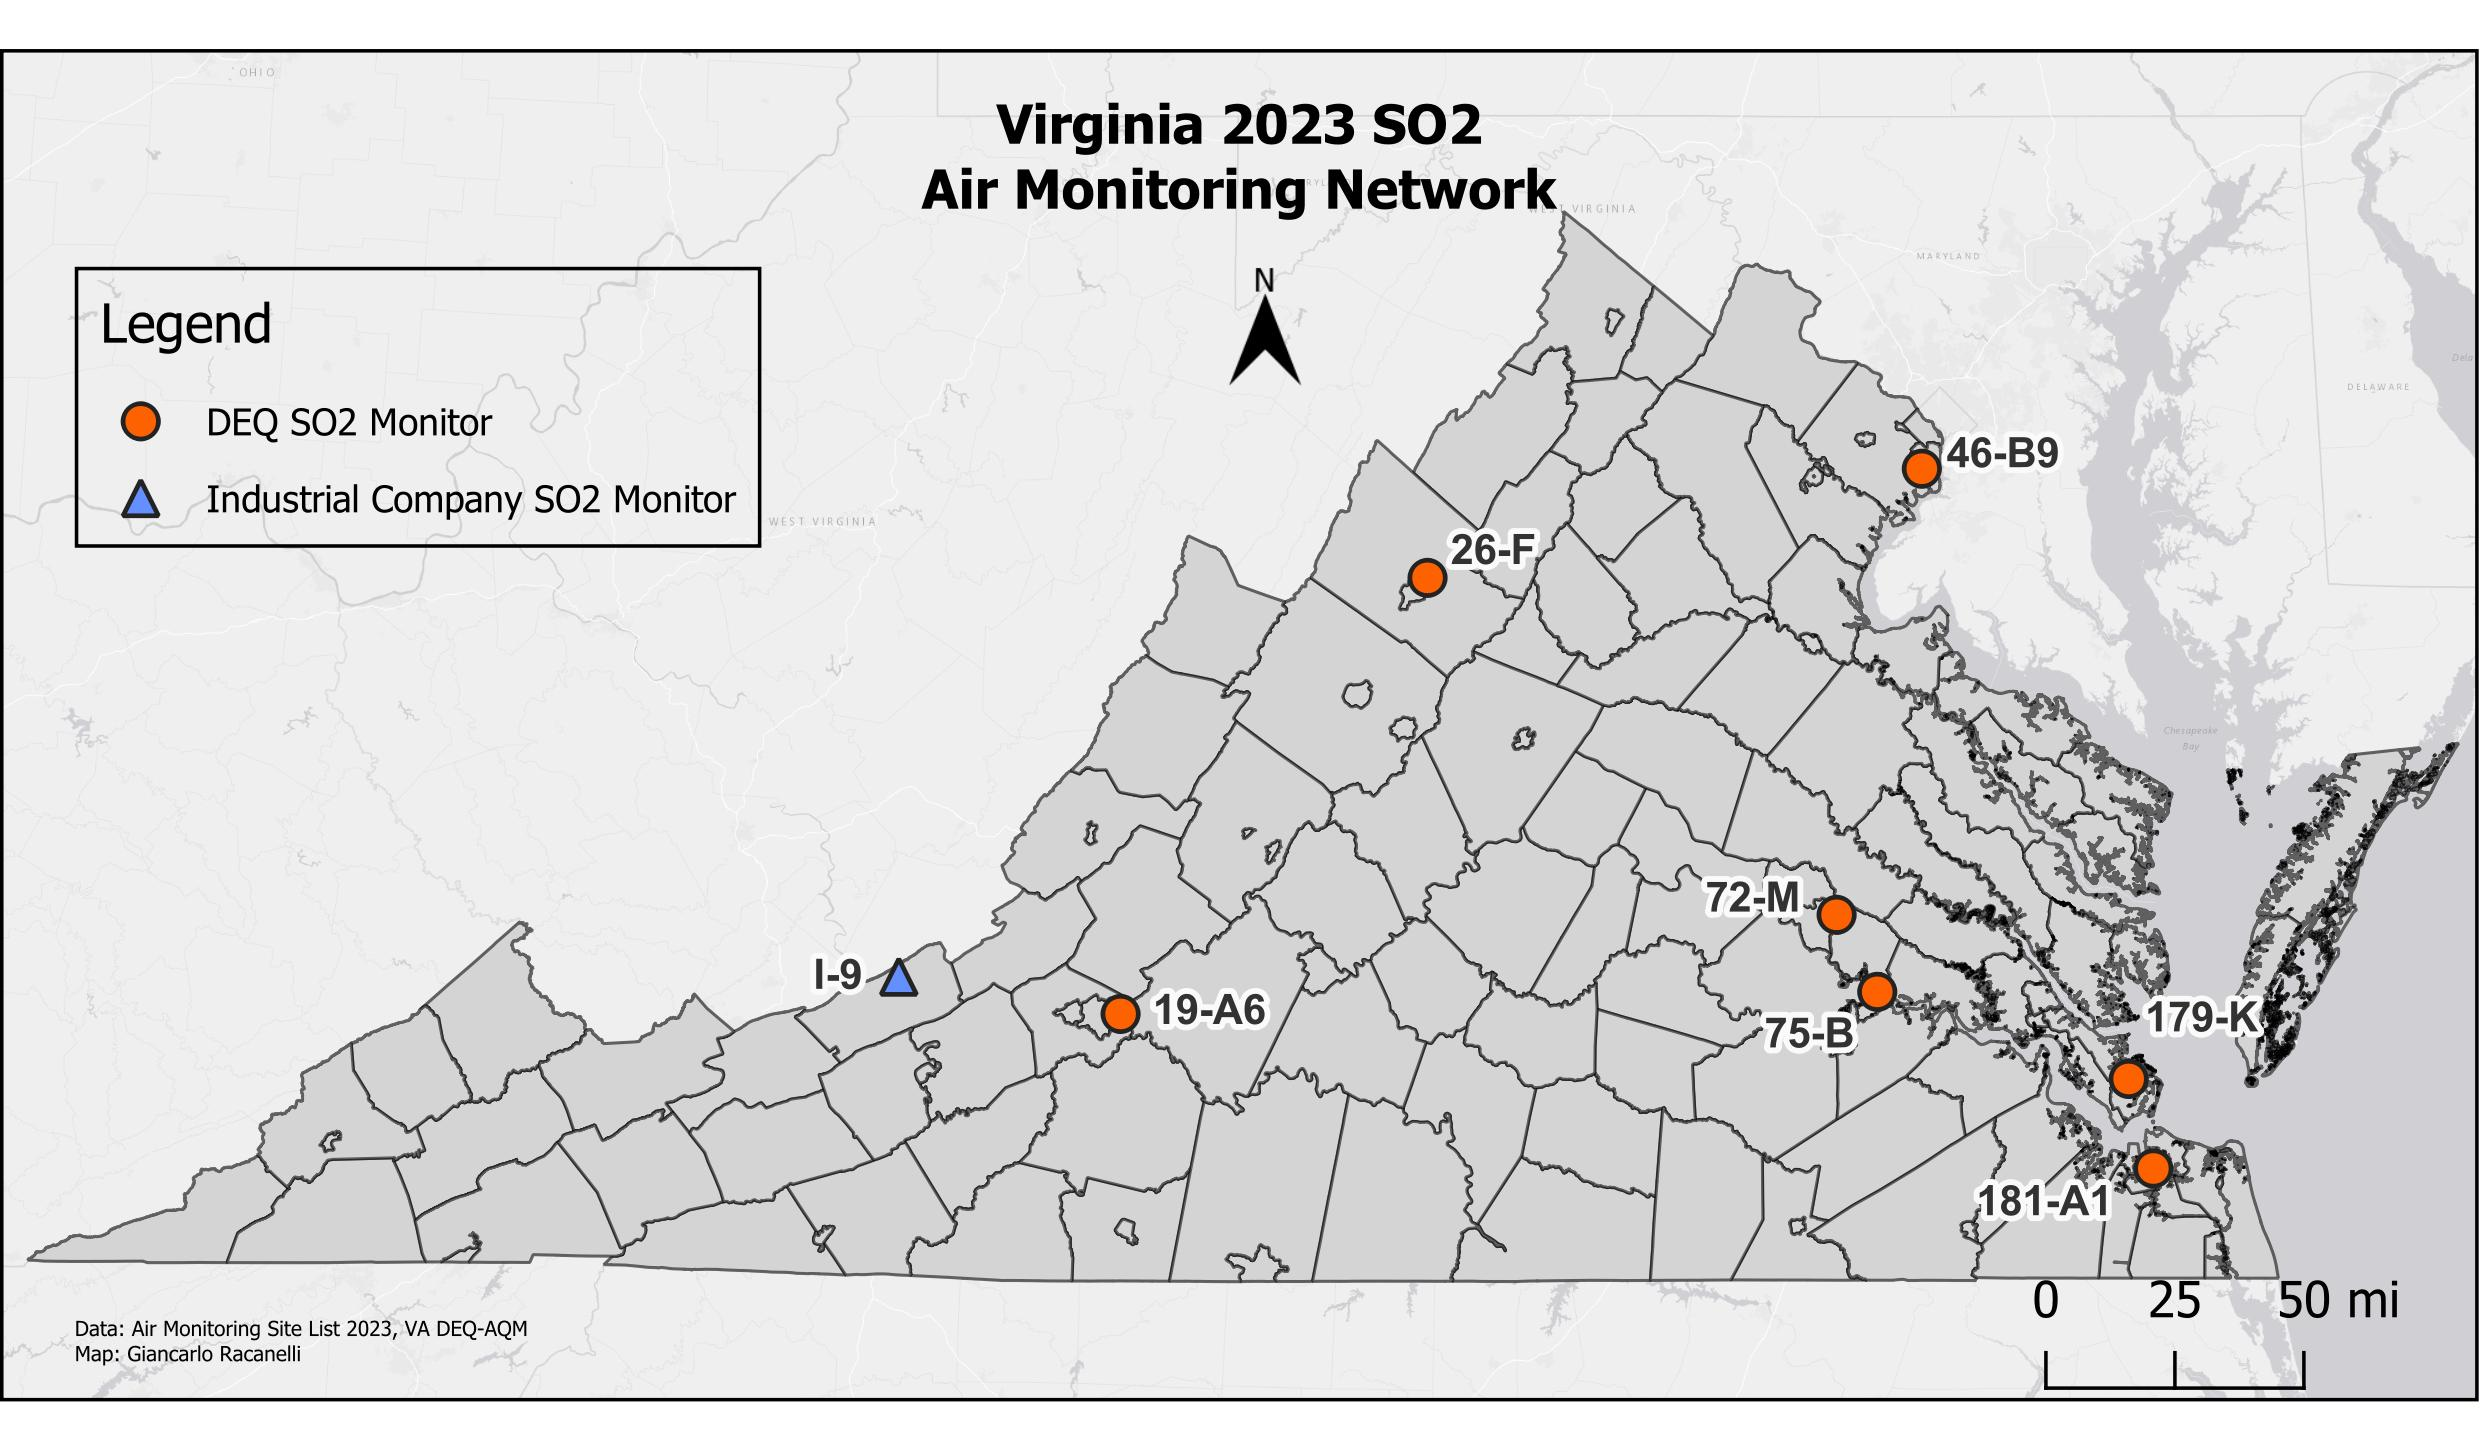 OHIO
Virginia 2023 SO2
Air Monitoring Network
WEST VIRGINIA
MARYLAND
N
Legend
DEQ SO2 Monitor
Industrial Company SO2 Monitor
WEST VIRGINIA
DELAWARE
46-B9
26-F
Chesapeake
Bay
72-M
I-9
19-A6
75-B
179-K
181-A1
0 25 50 mi
Data: Air Monitoring Site List 2023, VA DEQ-AQM
Map: Giancarlo Racanelli